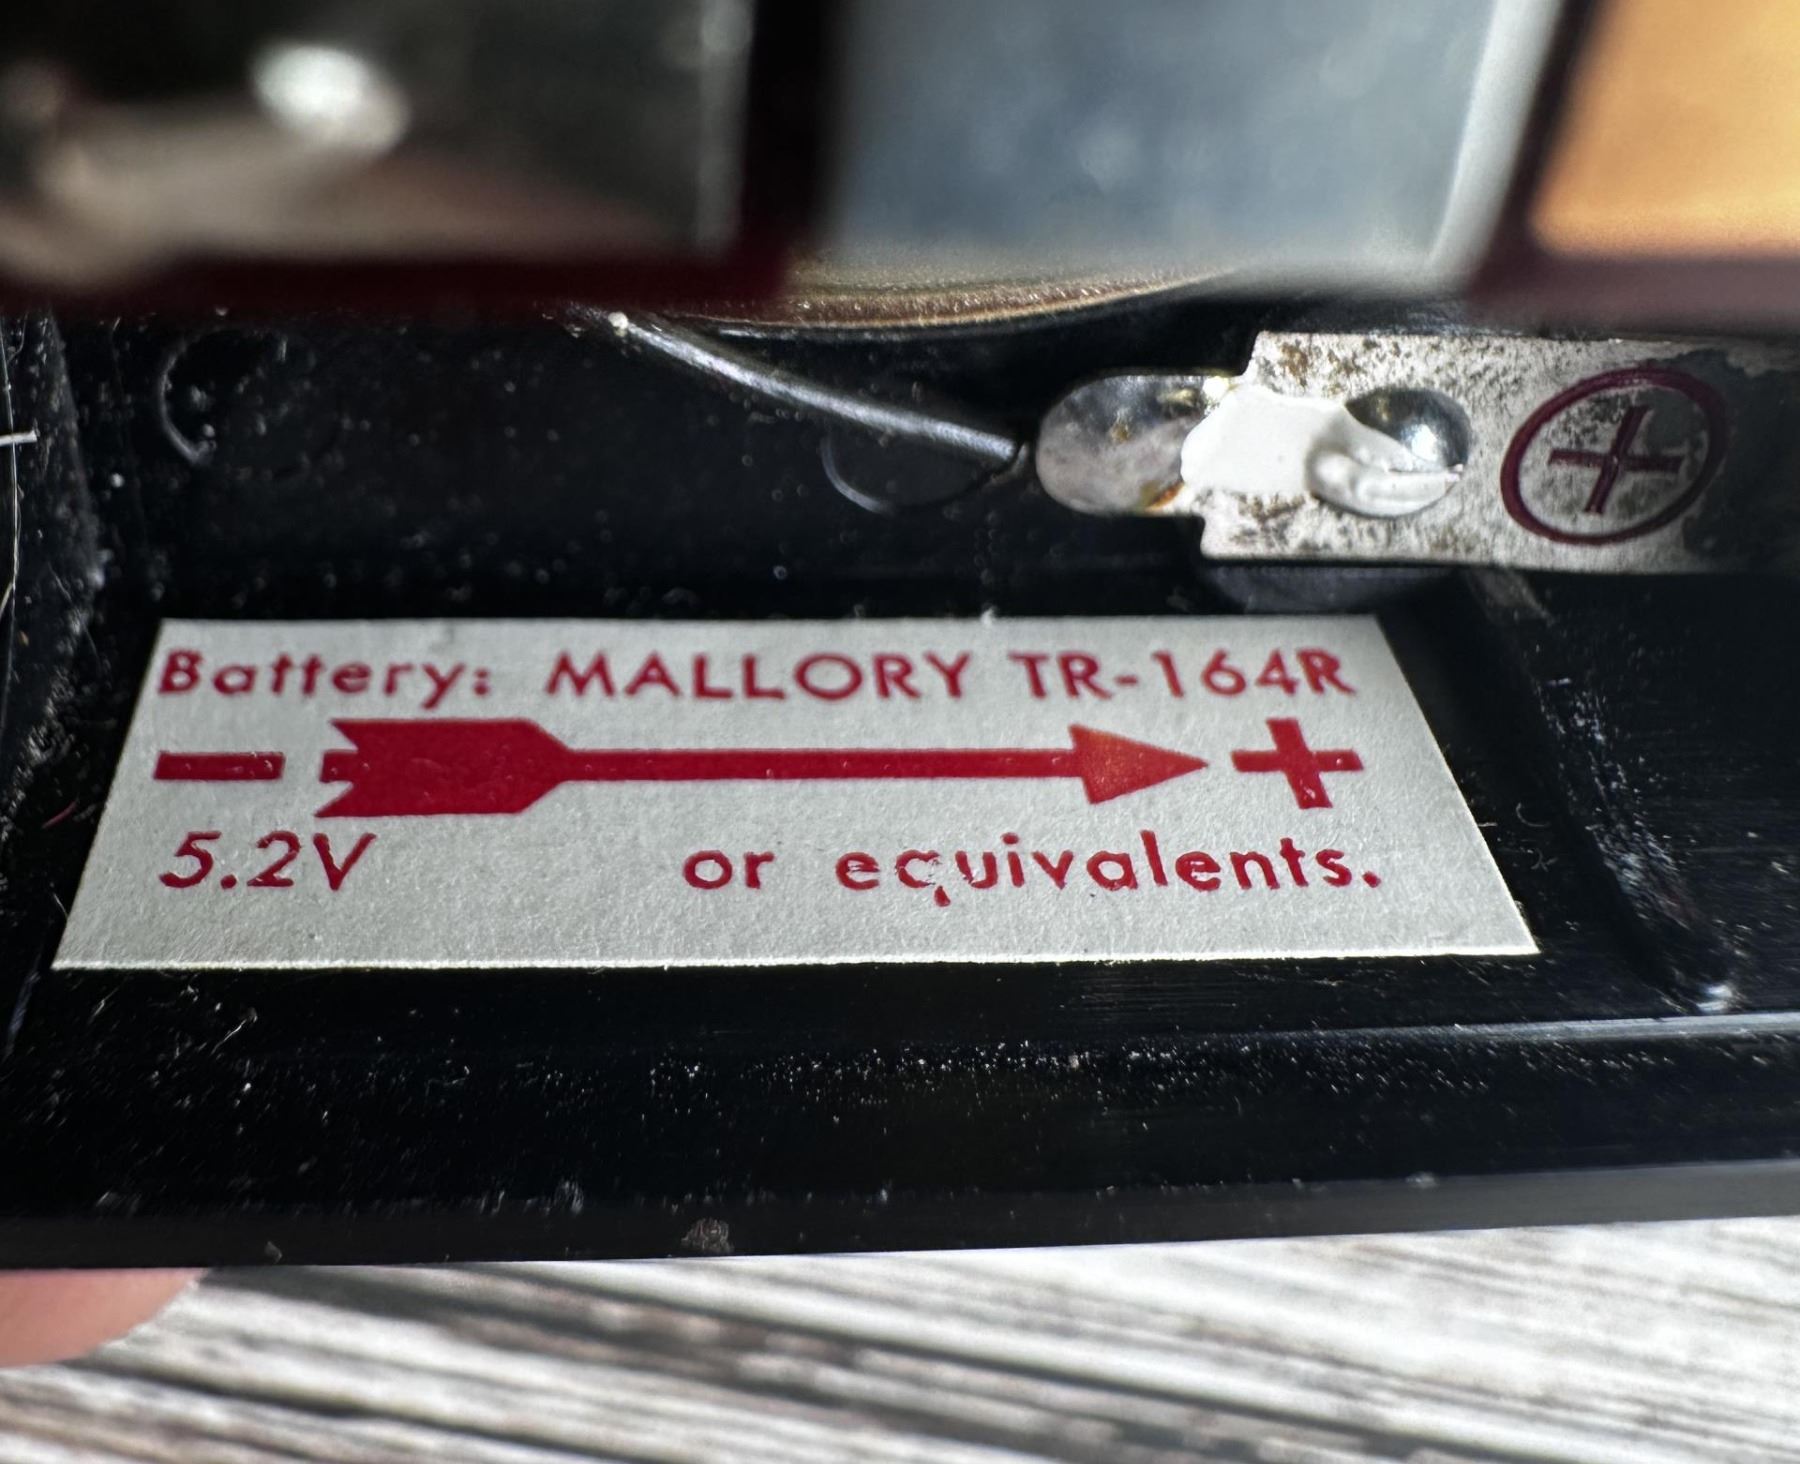 +
Battery: MALLORY TR-164R
- +
5.2V or equivalents.